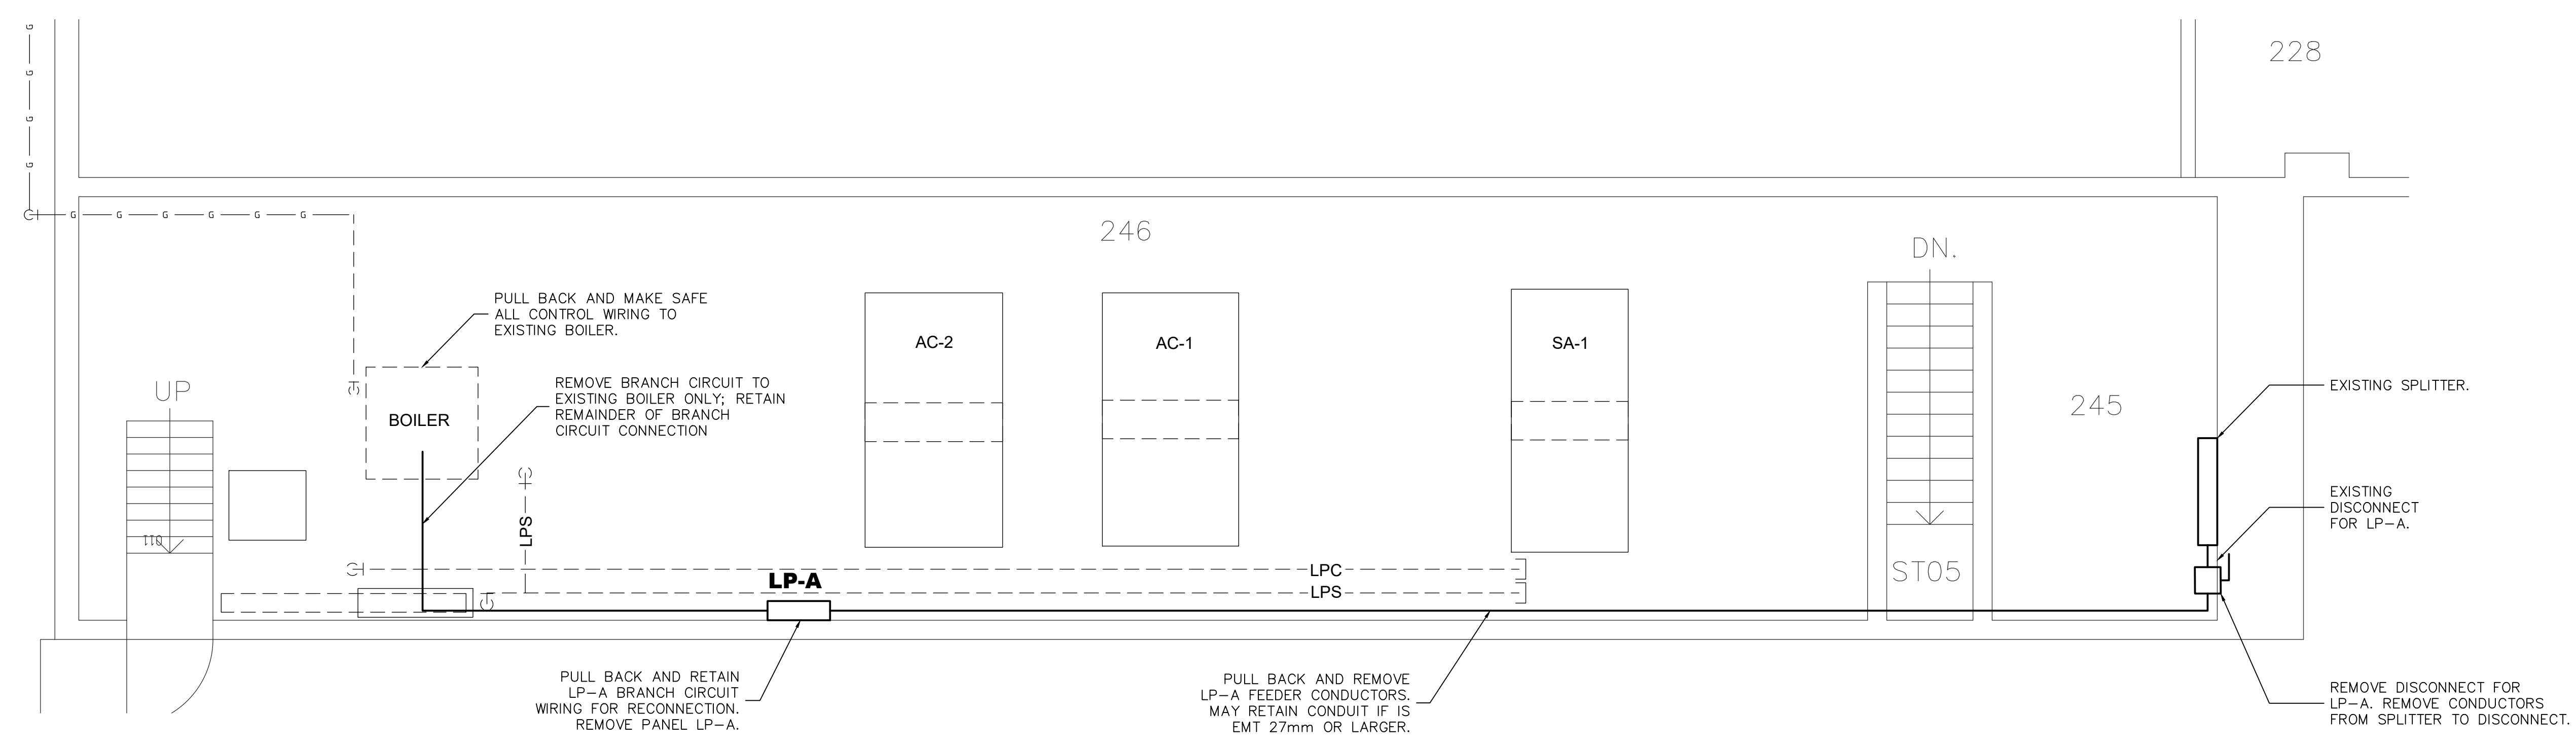 G
G
G
G
228
G
G
G
G
G
G
246
DN.
PULL BACK AND MAKE SAFE
ALL CONTROL WIRING TO
EXISTING BOILER.
AC-2
AC-1
SA-1
UP
REMOVE BRANCH CIRCUIT TO
EXISTING BOILER ONLY; RETAIN
REMAINDER OF BRANCH
CIRCUIT CONNECTION
EXISTING SPLITTER.
BOILER
245
EXISTING
DISCONNECT
FOR LP-A.
LPS
011
LPC
LP-A
ST05
LPS
PULL BACK AND RETAIN
LP-A BRANCH CIRCUIT
WIRING FOR RECONNECTION.
REMOVE PANEL LP-A.
PULL BACK AND REMOVE
LP-A FEEDER CONDUCTORS.
MAY RETAIN CONDUIT IF IS
EMT 27mm OR LARGER.
REMOVE DISCONNECT FOR
LP-A. REMOVE CONDUCTORS
FROM SPLITTER TO DISCONNECT.